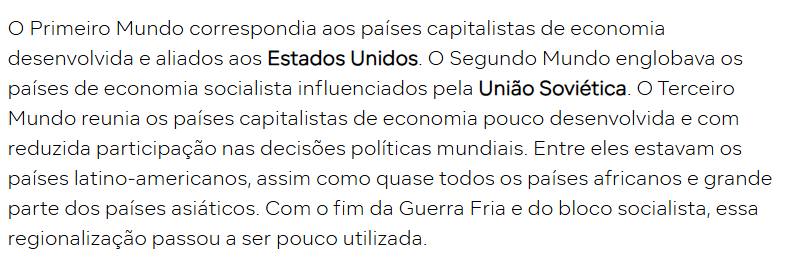 O Primeiro Mundo correspondia aos países capitalistas de economia
desenvolvida e aliados aos Estados Unidos. O Segundo Mundo englobava os
países de economia socialista influenciados pela União Soviética. O Terceiro
Mundo reunia os países capitalistas de economia pouco desenvolvida e com
reduzida participação nas decisões políticas mundiais. Entre eles estavam os
países latino-americanos, assim como quase todos os países africanos e grande
parte dos países asiáticos. Com o fim da Guerra Fria e do bloco socialista, essa
regionalização passou a ser pouco utilizada.